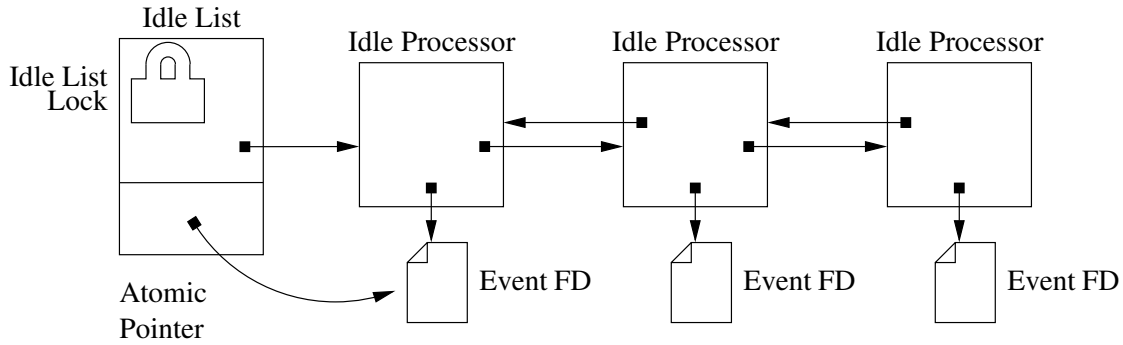 Idle List
Idle Processor
Idle Processor
Idle Processor
Idle List
Lock
Event FD
Event FD
Event FD
Atomic
Pointer